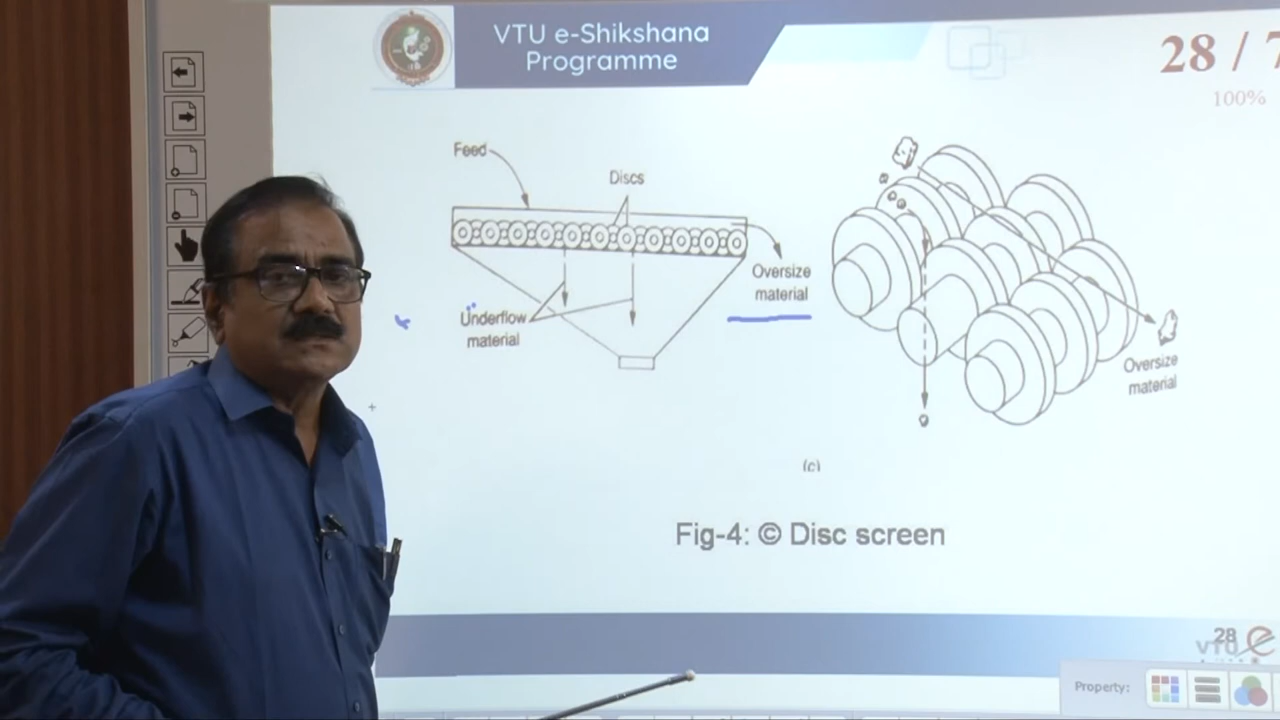 VTU e-Shikshana
Programme
28 / 7
100%
Feed
Discs
Oversize
material
Underflow
material
Oversize
material
(c)
Fig-4: © Disc screen
28
VTU e
Property: